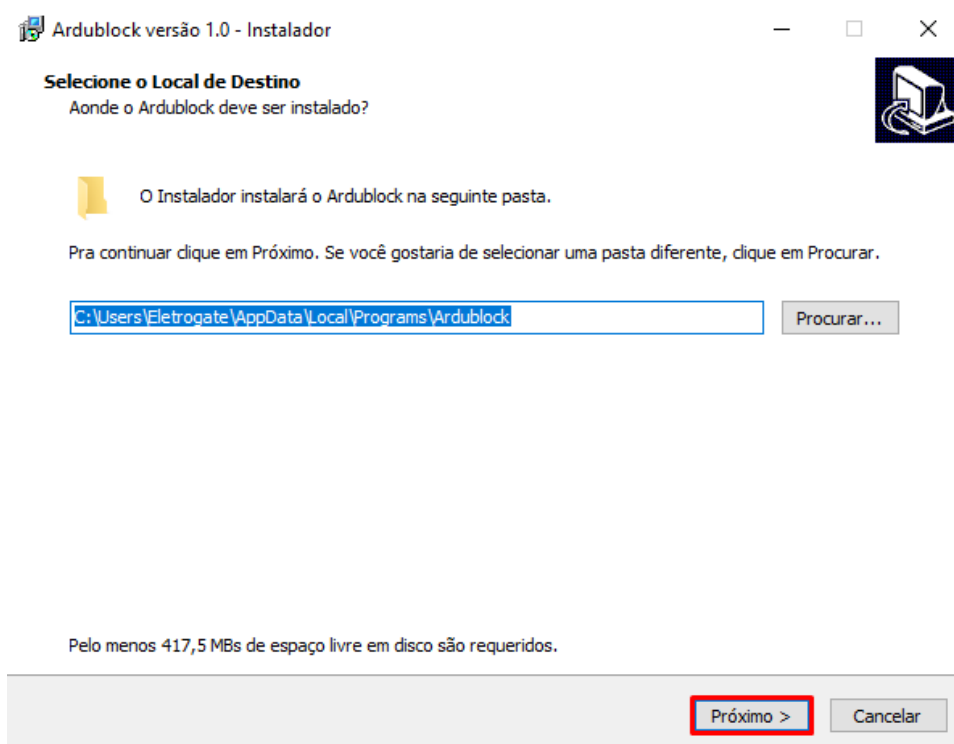 Ardublock versão 1.0 - Instalador
Selecione o Local de Destino
Aonde o Ardublock deve ser instalado?
O Instalador instalará o Ardublock na seguinte pasta.
Pra continuar clique em Próximo. Se você gostaria de selecionar uma pasta diferente, clique em Procurar.
C:\Users\Eletrogate\AppData\Local\Programs\Ardublock
Procurar...
Pelo menos 417,5 MBs de espaço livre em disco são requeridos.
Próximo >
Cancelar